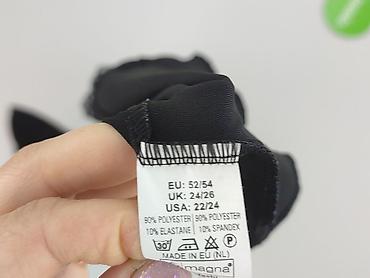 EU: 52/54
UK: 24/26
USA: 22/24
90% POLYESTER 90% POLYESTER
10% ELASTANE 10% SPANDEX
30° P
MADE IN EU (NL)
magna